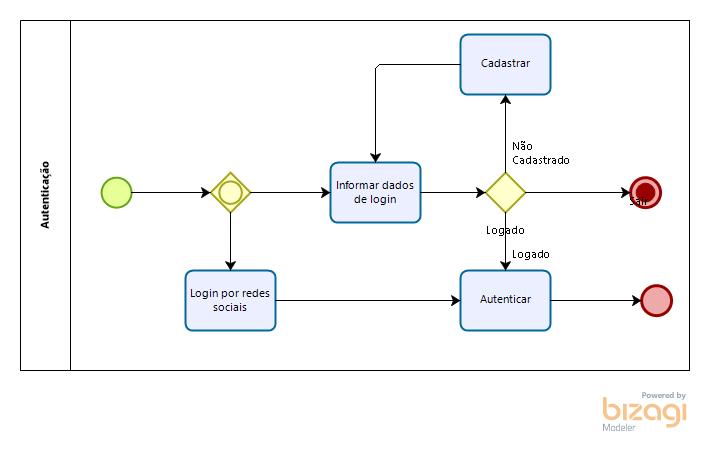 Autenticação
Cadastrar
Não
Cadastrado
Informar dados
de login
Sair
Logado
Logado
Login por redes
sociais
Autenticar
Powered by
bizagi
Modeler